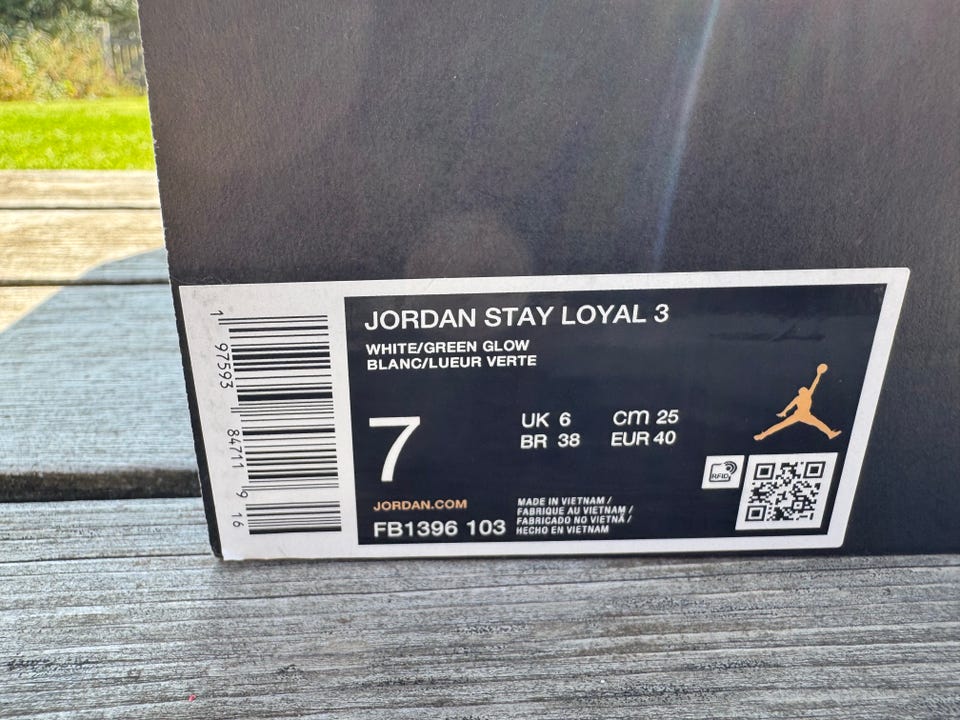 JORDAN STAY LOYAL 3
WHITE/GREEN GLOW
BLANC/LUEUR VERTE
7
UK 6
cm 25
BR 38
EUR 40
JORDAN.COM
FB1396 103
MADE IN VIETNAM /
FABRIQUE AU VIETNAM /
FABRICADO NO VIETNÃ /
HECHO EN VIETNAM
RFID
1 97593 84711 9 16